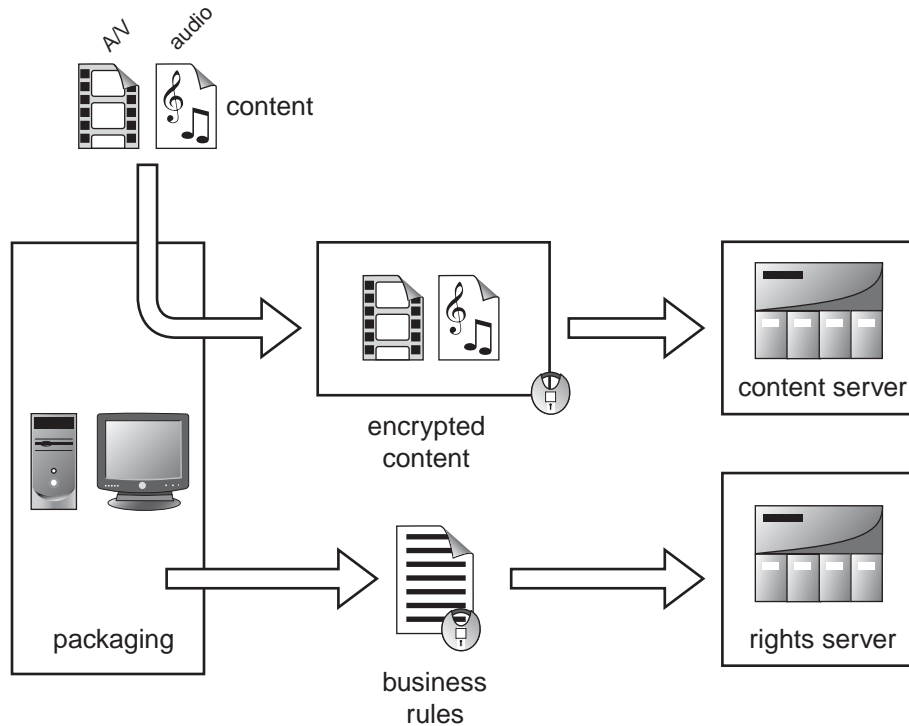 A/V
audio
content
encrypted
content
content server
packaging
business
rules
rights server